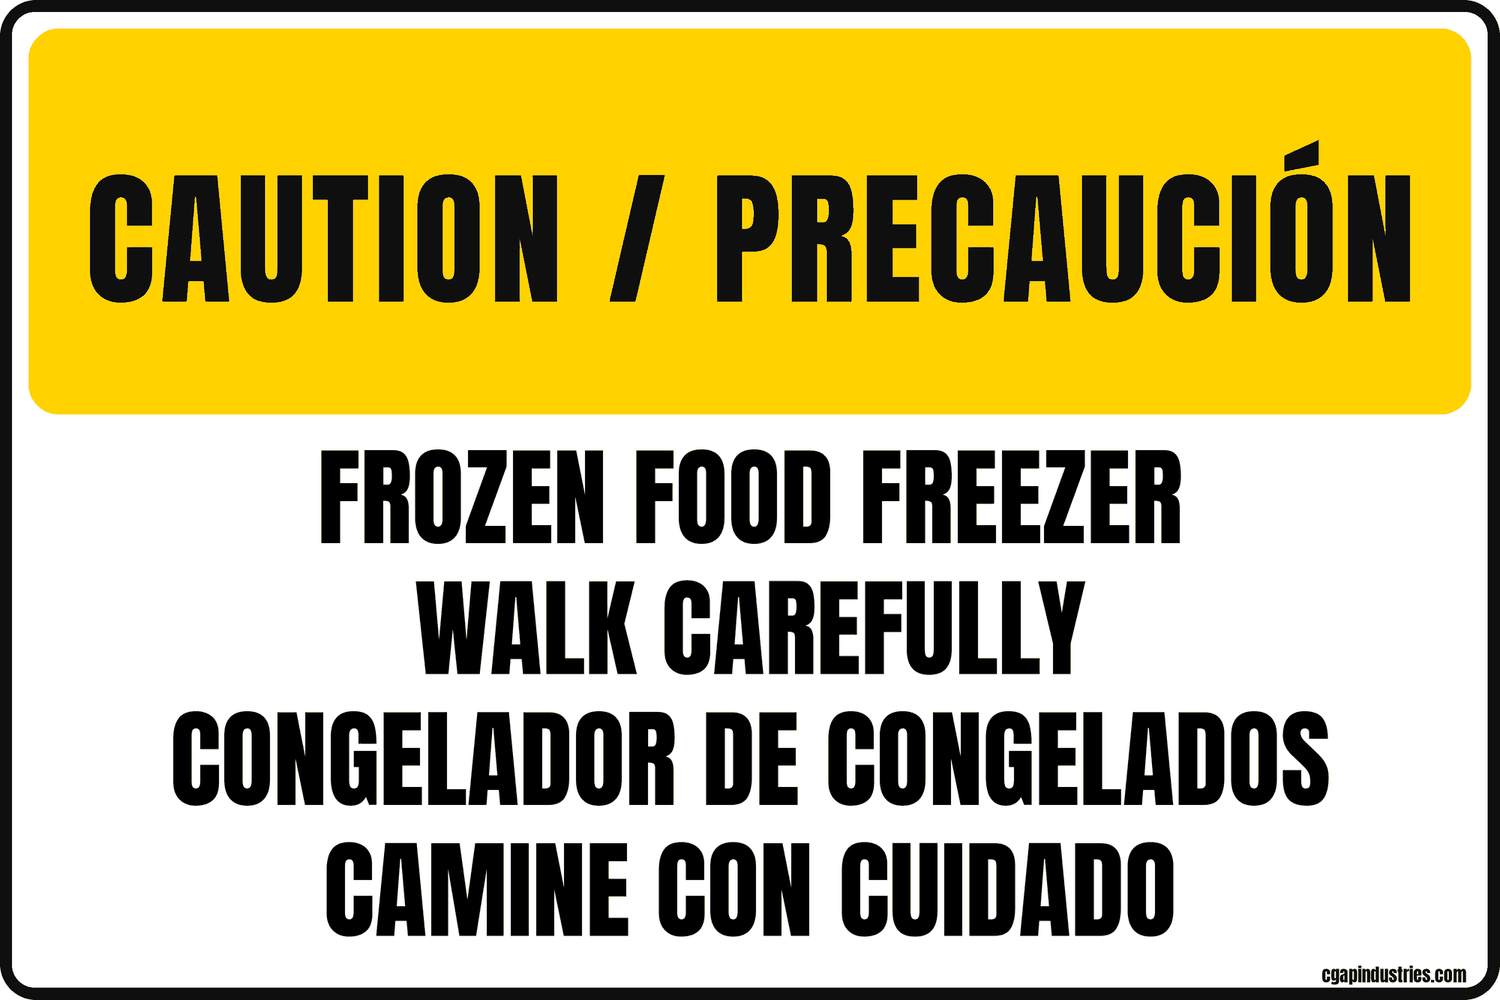 CAUTION / PRECAUCIÓN
FROZEN FOOD FREEZER
WALK CAREFULLY
CONGELADOR DE CONGELADOS
CAMINE CON CUIDADO
cgapindustries.com